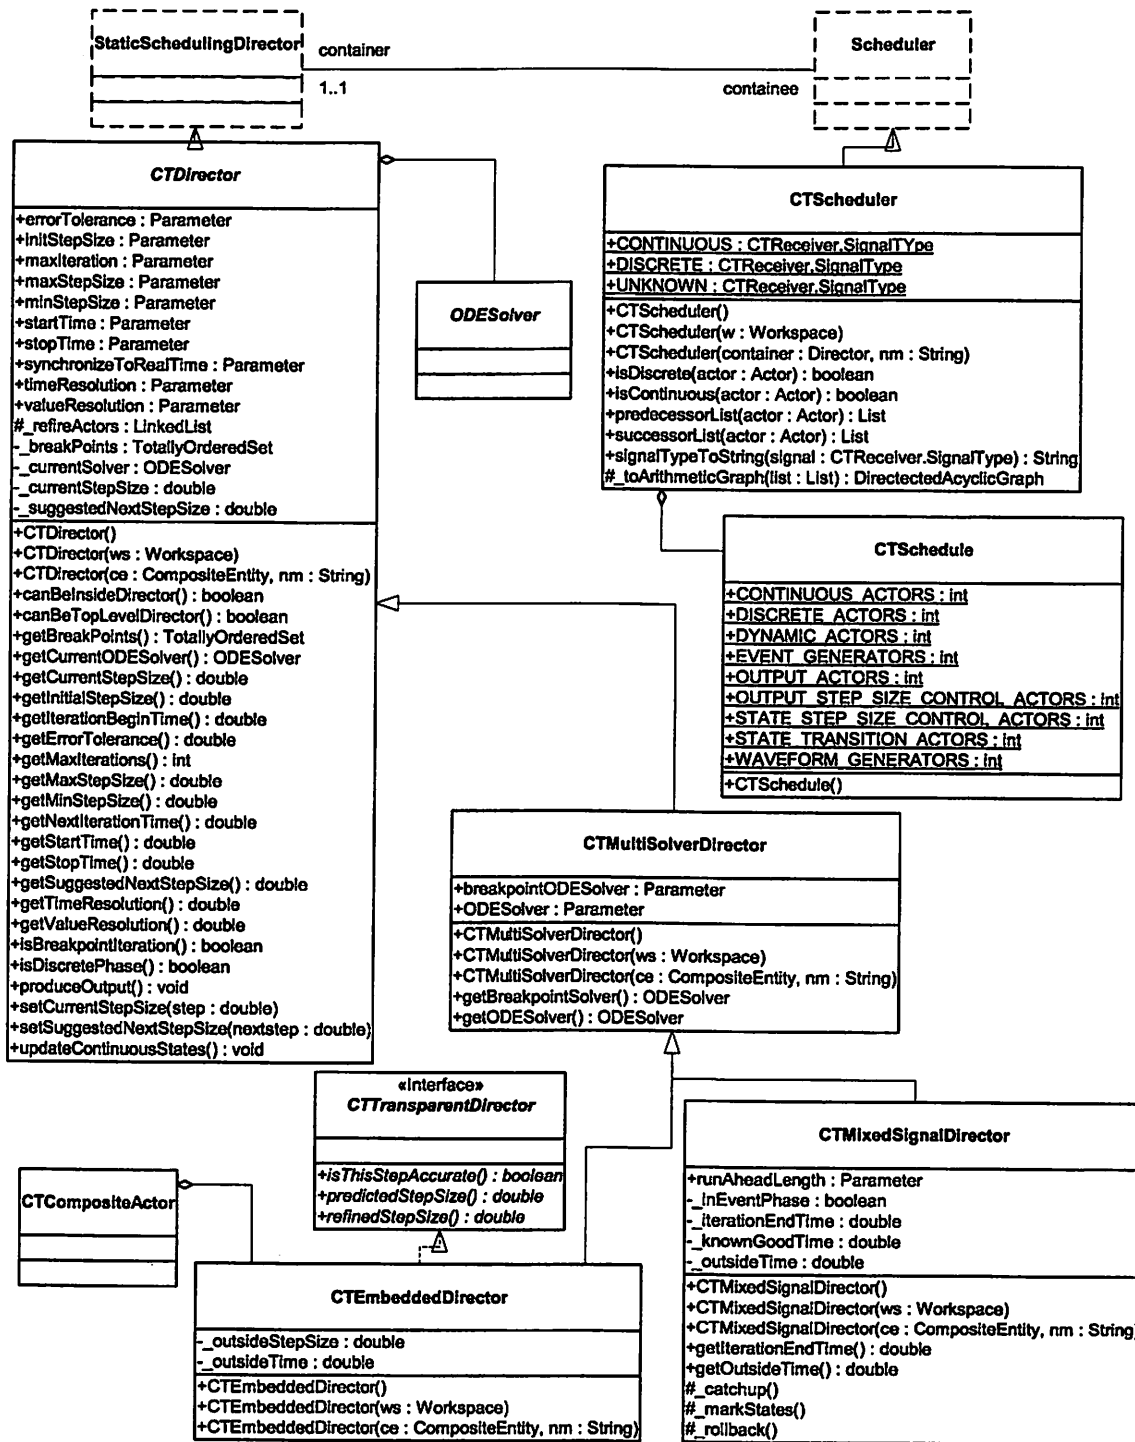 StaticSchedulingDirector
container
1..1
containee
Scheduler
CTDirector
+errorTolerance : Parameter
+initStepSize : Parameter
+maxIteration : Parameter
+maxStepSize : Parameter
+minStepSize : Parameter
+startTime : Parameter
+stopTime : Parameter
+synchronizeToRealTime : Parameter
+timeResolution : Parameter
+valueResolution : Parameter
#_refireActors : LinkedList
-_breakPoints : TotallyOrderedSet
-_currentSolver : ODESolver
-_currentStepSize : double
-_suggestedNextStepSize : double
+CTDirector()
+CTDirector(ws : Workspace)
+CTDirector(ce : CompositeEntity, nm : String)
+canBeInsideDirector() : boolean
+canBeTopLevelDirector() : boolean
+getBreakPoints() : TotallyOrderedSet
+getCurrentODESolver() : ODESolver
+getCurrentStepSize() : double
+getInitialStepSize() : double
+getIterationBeginTime() : double
+getErrorTolerance() : double
+getMaxIterations() : int
+getMaxStepSize() : double
+getMinStepSize() : double
+getNextIterationTime() : double
+getStartTime() : double
+getStopTime() : double
+getSuggestedNextStepSize() : double
+getTimeResolution() : double
+getValueResolution() : double
+isBreakpointIteration() : boolean
+isDiscretePhase() : boolean
+produceOutput() : void
+setCurrentStepSize(step : double)
+setSuggestedNextStepSize(nextstep : double)
+updateContinuousStates() : void
ODESolver
CTScheduler
+CONTINUOUS : CTReceiver.SignalTYpe
+DISCRETE : CTReceiver.SignalType
+UNKNOWN : CTReceiver.SignalType
+CTScheduler()
+CTScheduler(w : Workspace)
+CTScheduler(container : Director, nm : String)
+isDiscrete(actor : Actor) : boolean
+isContinuous(actor : Actor) : boolean
+predecessorList(actor : Actor) : List
+successorList(actor : Actor) : List
+signalTypeToString(signal : CTReceiver.SignalType) : String
#_toArithmeticGraph(list : List) : DirectectedAcyclicGraph
CTSchedule
+CONTINUOUS_ACTORS : int
+DISCRETE_ACTORS : int
+DYNAMIC_ACTORS : int
+EVENT_GENERATORS : int
+OUTPUT_ACTORS : int
+OUTPUT_STEP_SIZE_CONTROL_ACTORS : int
+STATE_STEP_SIZE_CONTROL_ACTORS : int
+STATE_TRANSITION_ACTORS : int
+WAVEFORM_GENERATORS : int
+CTSchedule()
CTMultiSolverDirector
+breakpointODESolver : Parameter
+ODESolver : Parameter
+CTMultiSolverDirector()
+CTMultiSolverDirector(ws : Workspace)
+CTMultiSolverDirector(ce : CompositeEntity, nm : String)
+getBreakpointSolver() : ODESolver
+getODESolver() : ODESolver
«Interface»
CTTransparentDirector
+isThisStepAccurate() : boolean
+predictedStepSize() : double
+refinedStepSize() : double
CTCompositeActor
CTEmbeddedDirector
-_outsideStepSize : double
-_outsideTime : double
+CTEmbeddedDirector()
+CTEmbeddedDirector(ws : Workspace)
+CTEmbeddedDirector(ce : CompositeEntity, nm : String)
CTMixedSignalDirector
+runAheadLength : Parameter
-_inEventPhase : boolean
-_iterationEndTime : double
-_knownGoodTime : double
-_outsideTime : double
+CTMixedSignalDirector()
+CTMixedSignalDirector(ws : Workspace)
+CTMixedSignalDirector(ce : CompositeEntity, nm : String)
+getIterationEndTime() : double
+getOutsideTime() : double
#_catchup()
#_markStates()
#_rollback()